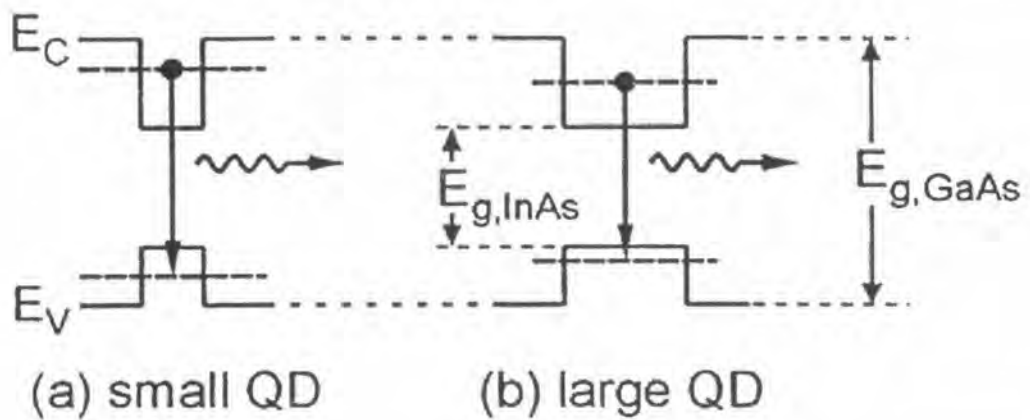 E_C
E_g,InAs
E_g,GaAs
E_V
(a) small QD
(b) large QD